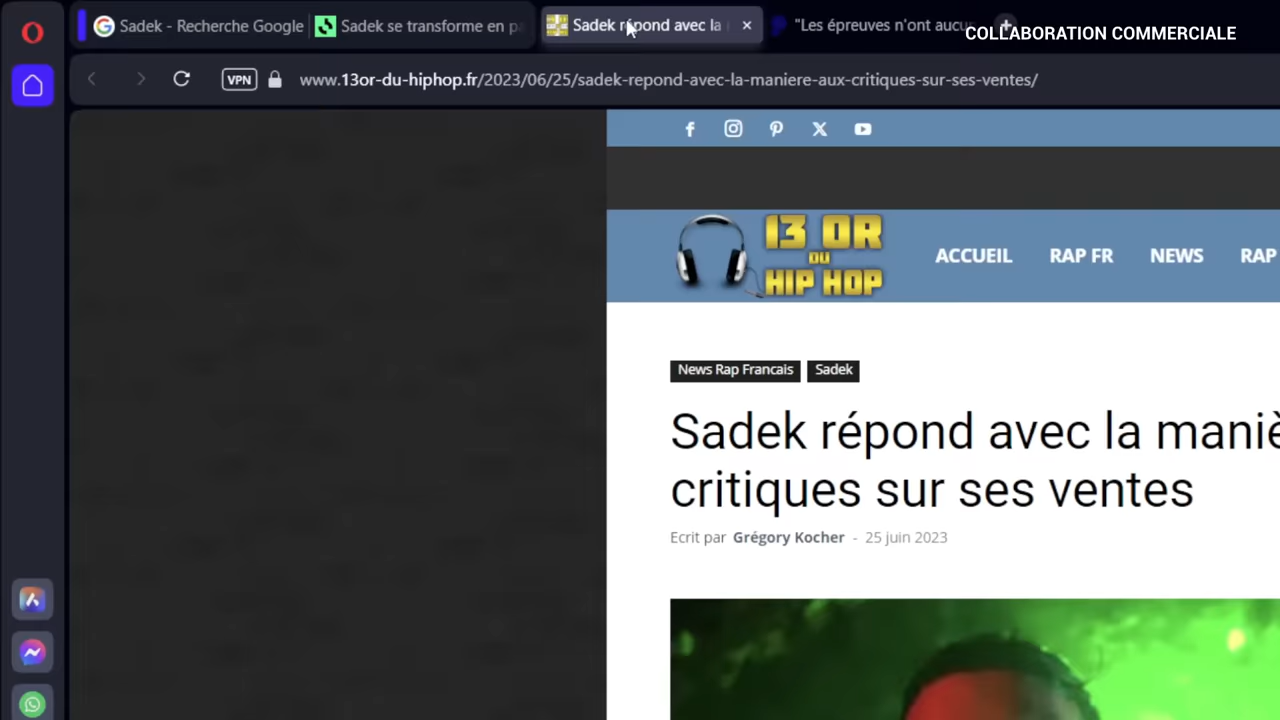 Sadek - Recherche Google
Sadek se transforme en pa
Sadek répond avec la
"Les épreuves n'ont aucu
COLLABORATION COMMERCIALE
VPN
www.13or-du-hiphop.fr/2023/06/25/sadek-repond-avec-la-maniere-aux-critiques-sur-ses-ventes/
13 OR
DU
HIP HOP
ACCUEIL
RAP FR
NEWS
RAP
News Rap Francais
Sadek
Sadek répond avec la maniè
critiques sur ses ventes
Ecrit par Grégory Kocher - 25 juin 2023